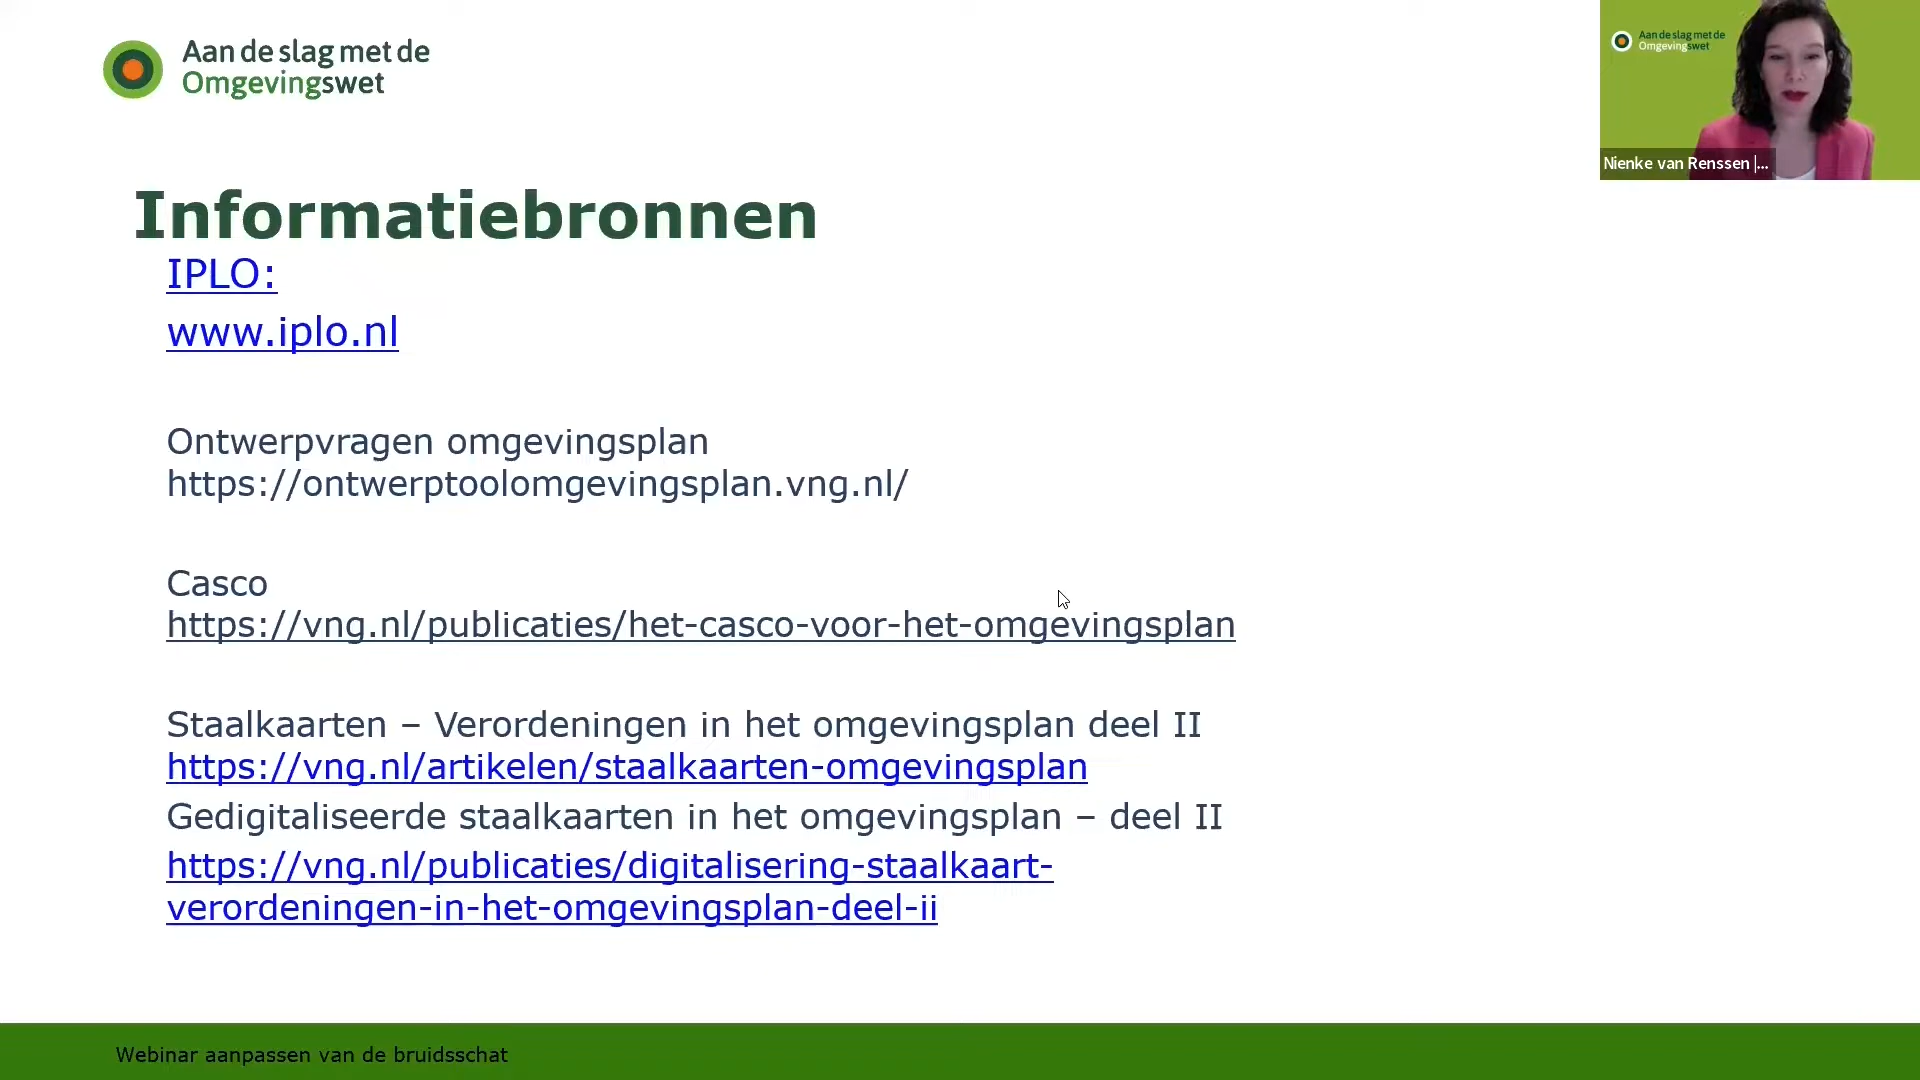 Aan de slag met de
Omgevingswet
Aan de slag met de
Omgevingswet
Nienke van Renssen |...
Informatiebronnen
IPLO:
www.iplo.nl
Ontwerpvragen omgevingsplan
https://ontwerptoolomgevingsplan.vng.nl/
Casco
https://vng.nl/publicaties/het-casco-voor-het-omgevingsplan
Staalkaarten – Verordeningen in het omgevingsplan deel II
https://vng.nl/artikelen/staalkaarten-omgevingsplan
Gedigitaliseerde staalkaarten in het omgevingsplan – deel II
https://vng.nl/publicaties/digitalisering-staalkaart-
verordeningen-in-het-omgevingsplan-deel-ii
Webinar aanpassen van de bruidsschat